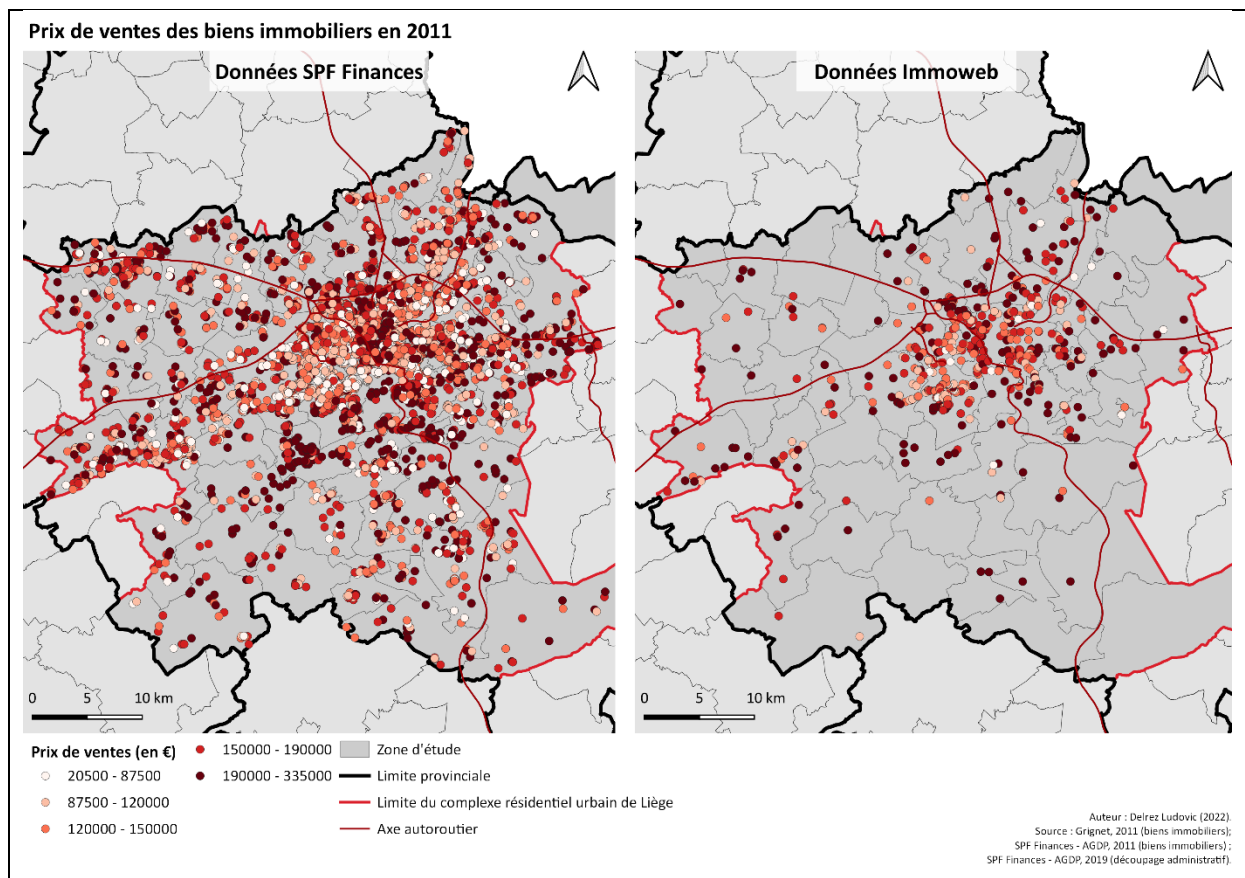 Prix de ventes des biens immobiliers en 2011
Données SPF Finances
Données Immoweb
0 5 10 km
0 5 10 km
Prix de ventes (en €)
20500 - 87500
87500 - 120000
120000 - 150000
150000 - 190000
190000 - 335000
Zone d'étude
Limite provinciale
Limite du complexe résidentiel urbain de Liège
Axe autoroutier
Auteur : Delrez Ludovic (2022).
Source : Grignet, 2011 (biens immobiliers);
SPF Finances - AGDP, 2011 (biens immobiliers) ;
SPF Finances - AGDP, 2019 (découpage administratif).